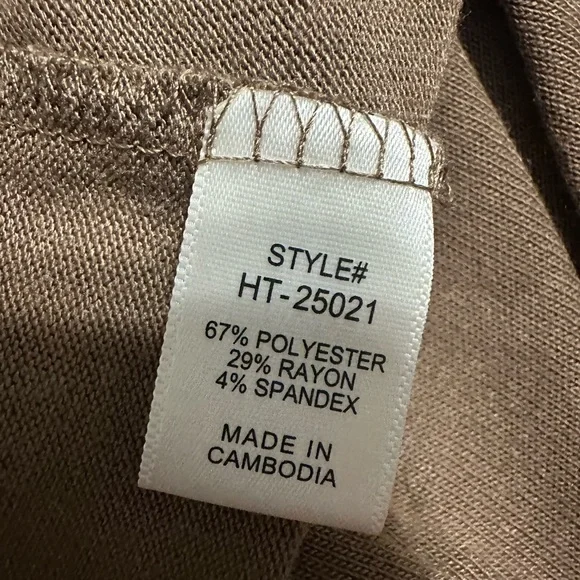 STYLE#
HT-25021
67% POLYESTER
29% RAYON
4% SPANDEX
MADE IN
CAMBODIA